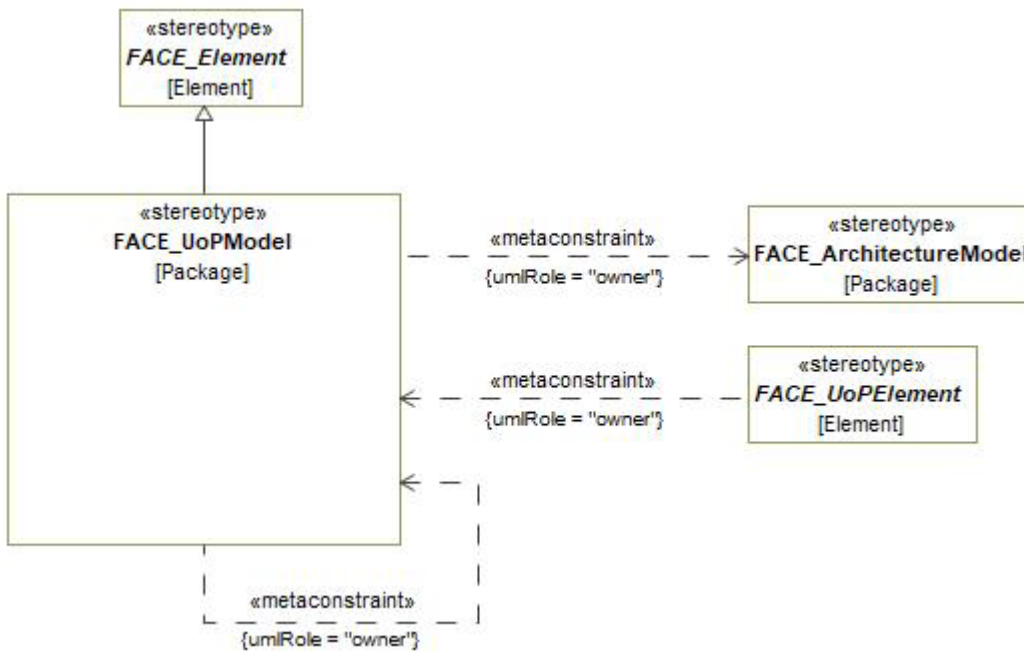 «stereotype»
FACE_Element
[Element]
«stereotype»
FACE_UoPModel
[Package]
«metaconstraint»
{umlRole = "owner"}
«stereotype»
FACE_ArchitectureModel
[Package]
«metaconstraint»
{umlRole = "owner"}
«stereotype»
FACE_UoPElement
[Element]
«metaconstraint»
{umlRole = "owner"}